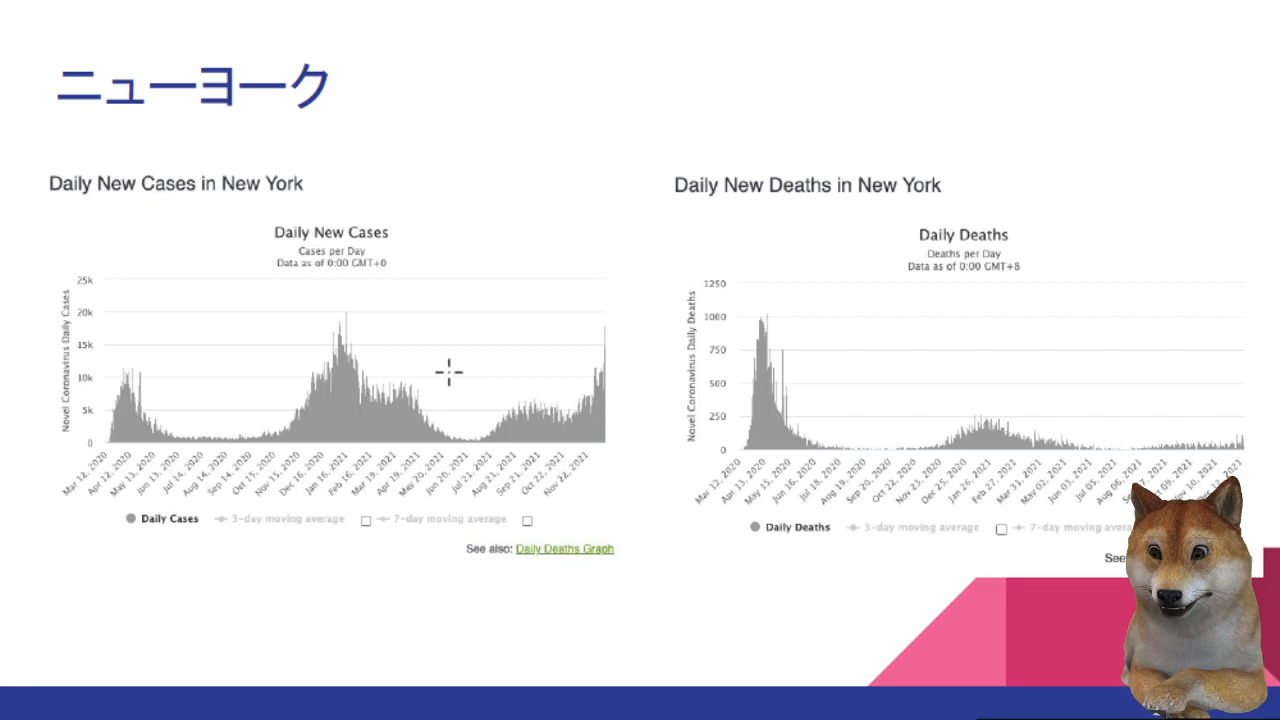 ニューヨーク
Daily New Cases in New York
Daily New Cases
Cases per Day
Data as of 0:00 GMT+0
Novel Coronavirus Daily Cases
25k
20k
15k
10k
5k
0
Mar 12, 2020
Apr 12, 2020
May 13, 2020
Jun 13, 2020
Jul 14, 2020
Aug 14, 2020
Sep 14, 2020
Oct 15, 2020
Nov 15, 2020
Dec 16, 2020
Jan 16, 2021
Feb 16, 2021
Mar 19, 2021
Apr 19, 2021
May 20, 2021
Jun 20, 2021
Jul 21, 2021
Aug 21, 2021
Sep 21, 2021
Oct 22, 2021
Nov 22, 2021
Daily Cases
3-day moving average
7-day moving average
See also: Daily Deaths Graph
Daily New Deaths in New York
Daily Deaths
Deaths per Day
Data as of 0:00 GMT+8
Novel Coronavirus Daily Deaths
1250
1000
750
500
250
0
Mar 12, 2020
Apr 13, 2020
May 15, 2020
Jun 16, 2020
Jul 18, 2020
Aug 19, 2020
Sep 20, 2020
Oct 22, 2020
Nov 23, 2020
Dec 25, 2020
Jan 26, 2021
Feb 27, 2021
Mar 31, 2021
May 02, 2021
Jun 03, 2021
Jul 05, 2021
Aug 06, 2021
09, 2021
10, 2021
2021
Daily Deaths
3-day moving average
7-day moving
See